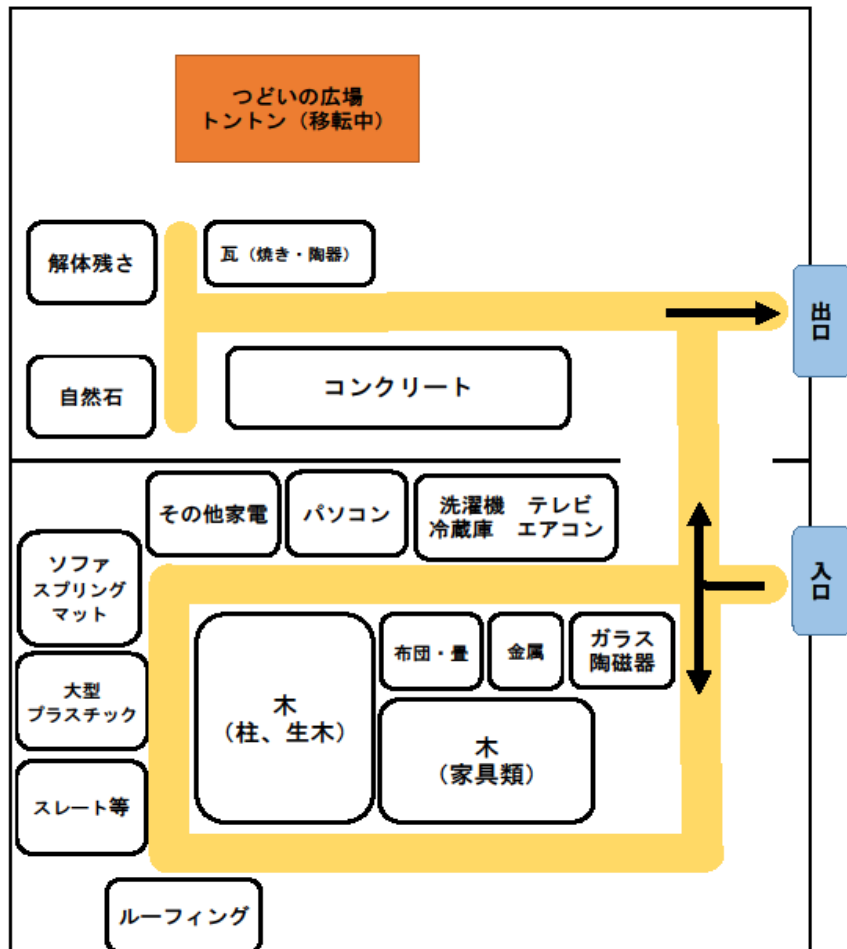 つどいの広場
トントン（移転中）
解体残さ
瓦（焼き・陶器）
出口
自然石
コンクリート
その他家電
パソコン
洗濯機　テレビ
冷蔵庫　エアコン
ソファ
スプリング
マット
入口
布団・畳
金属
ガラス
陶磁器
大型
プラスチック
木
（柱、生木）
木
（家具類）
スレート等
ルーフィング